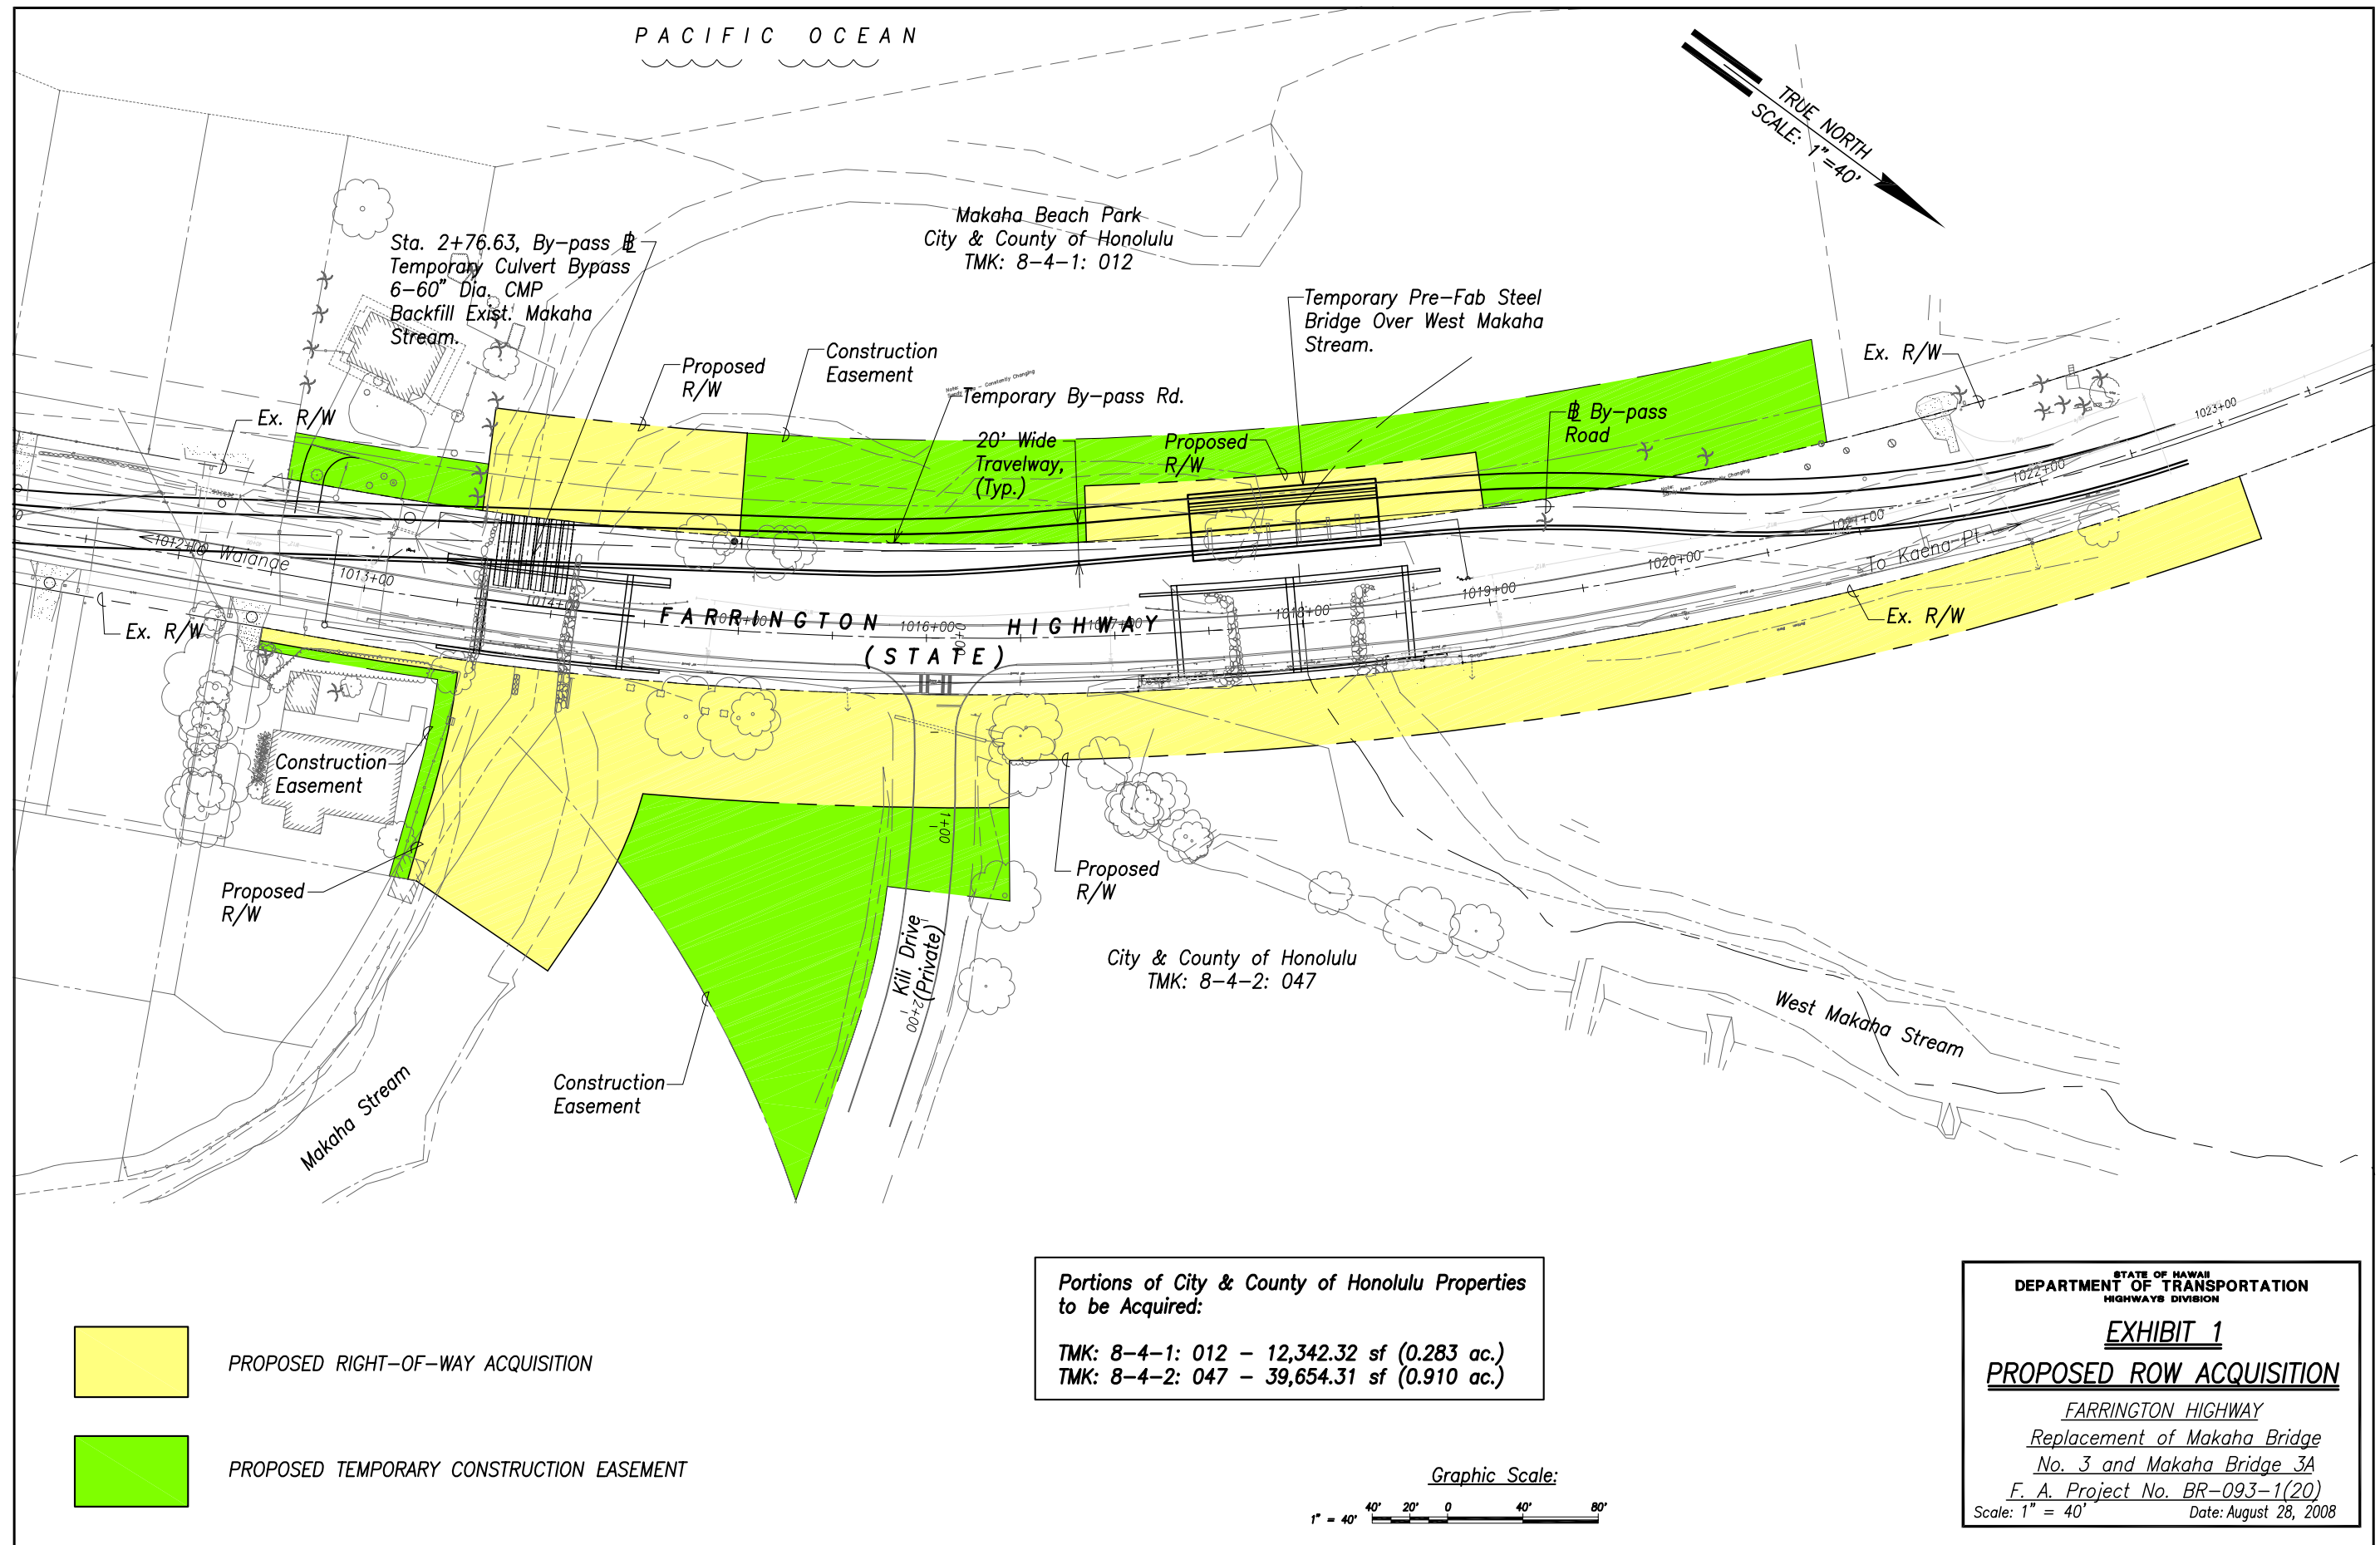 PACIFIC OCEAN
TRUE NORTH
SCALE: 1"=40'
Makaha Beach Park
City & County of Honolulu
TMK: 8-4-1: 012
Sta. 2+76.63, By-pass ℄
Temporary Culvert Bypass
6-60" Dia. CMP
Backfill Exist. Makaha
Stream.
Temporary Pre-Fab Steel
Bridge Over West Makaha
Stream.
Proposed
R/W
Construction
Easement
Temporary By-pass Rd.
Ex. R/W
Ex. R/W
20' Wide
Travelway,
(Typ.)
Proposed
R/W
℄ By-pass
Road
1023+00
1022+00
1021+00
1020+00
1019+00
1018+00
1017+00
1016+00
1014+00
1013+00
1012+00
To Waianae
To Kaena Pt.
FARRINGTON HIGHWAY
(STATE)
0+00
Ex. R/W
Ex. R/W
Construction
Easement
1+00
Proposed
R/W
Proposed
R/W
Kili Drive
(Private)
2+00
City & County of Honolulu
TMK: 8-4-2: 047
West Makaha Stream
Construction
Easement
Makaha Stream
PROPOSED RIGHT-OF-WAY ACQUISITION
PROPOSED TEMPORARY CONSTRUCTION EASEMENT
Portions of City & County of Honolulu Properties
to be Acquired:
TMK: 8-4-1: 012 - 12,342.32 sf (0.283 ac.)
TMK: 8-4-2: 047 - 39,654.31 sf (0.910 ac.)
Graphic Scale:
40' 20' 0 40' 80'
1" = 40'
STATE OF HAWAII
DEPARTMENT OF TRANSPORTATION
HIGHWAYS DIVISION
EXHIBIT 1
PROPOSED ROW ACQUISITION
FARRINGTON HIGHWAY
Replacement of Makaha Bridge
No. 3 and Makaha Bridge 3A
F. A. Project No. BR-093-1(20)
Scale: 1" = 40' Date: August 28, 2008